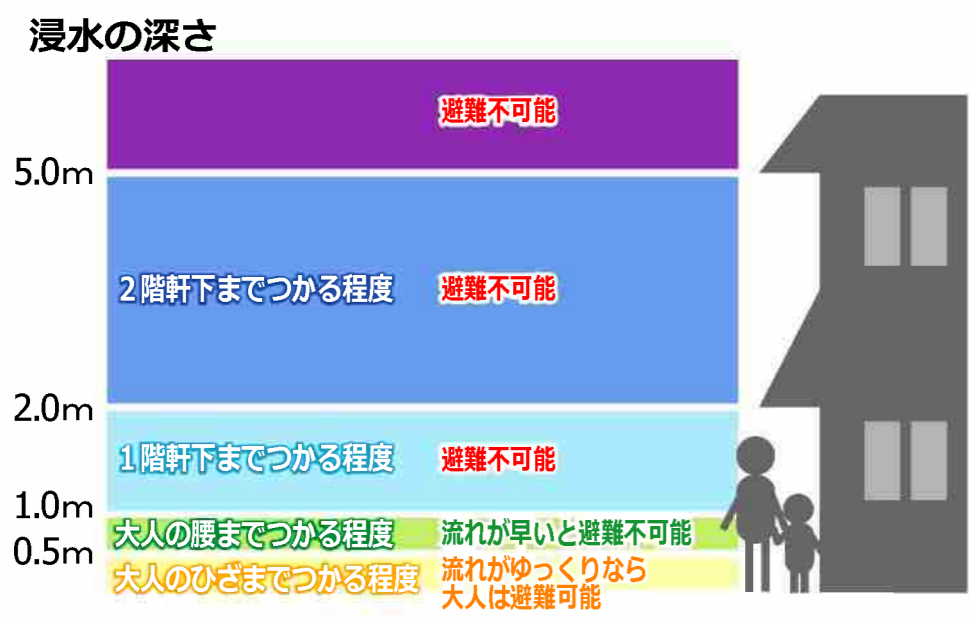 浸水の深さ
避難不可能
5.0m
２階軒下までつかる程度 避難不可能
2.0m
１階軒下までつかる程度 避難不可能
1.0m
大人の腰までつかる程度 流れが早いと避難不可能
0.5m
大人のひざまでつかる程度 流れがゆっくりなら
大人は避難可能